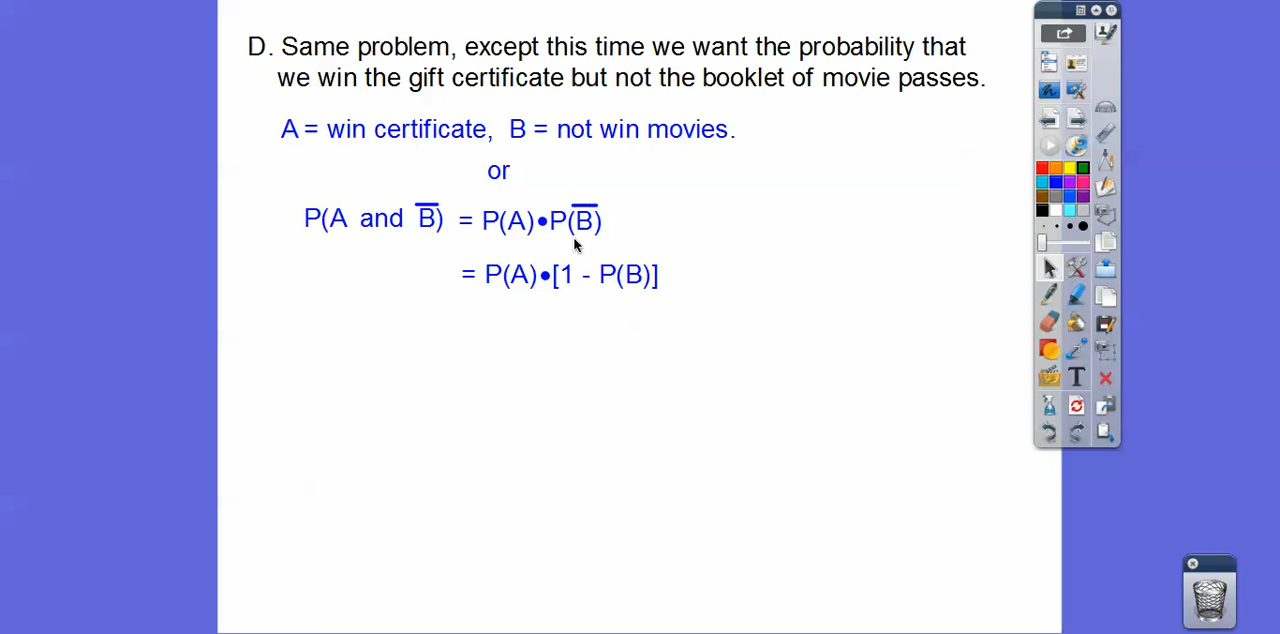 D. Same problem, except this time we want the probability that
we win the gift certificate but not the booklet of movie passes.
A = win certificate, B = not win movies.
or
P(A and B̅) = P(A)•P(B̅)
= P(A)•[1 - P(B)]